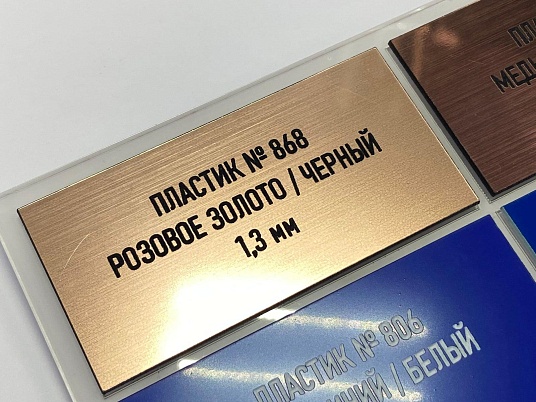 ПЛАСТИК № 868
РОЗОВОЕ ЗОЛОТО / ЧЕРНЫЙ
1,3 мм
ПЛАСТИК № 806
/ БЕЛЫЙ